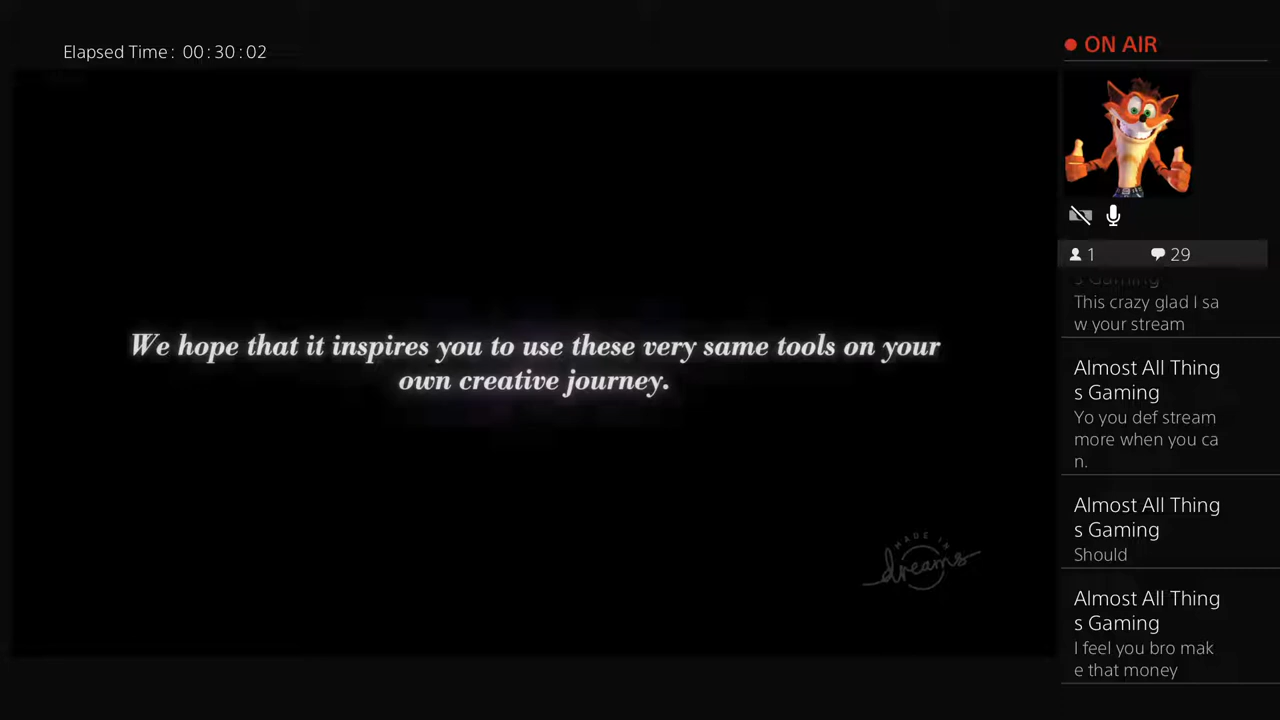 Elapsed Time: 00:30:02
ON AIR
1 29
s Gaming
This crazy glad I sa
w your stream
Almost All Thing
s Gaming
Yo you def stream
more when you ca
n.
Almost All Thing
s Gaming
Should
Almost All Thing
s Gaming
I feel you bro mak
e that money
We hope that it inspires you to use these very same tools on your
own creative journey.
MADE IN
dreams